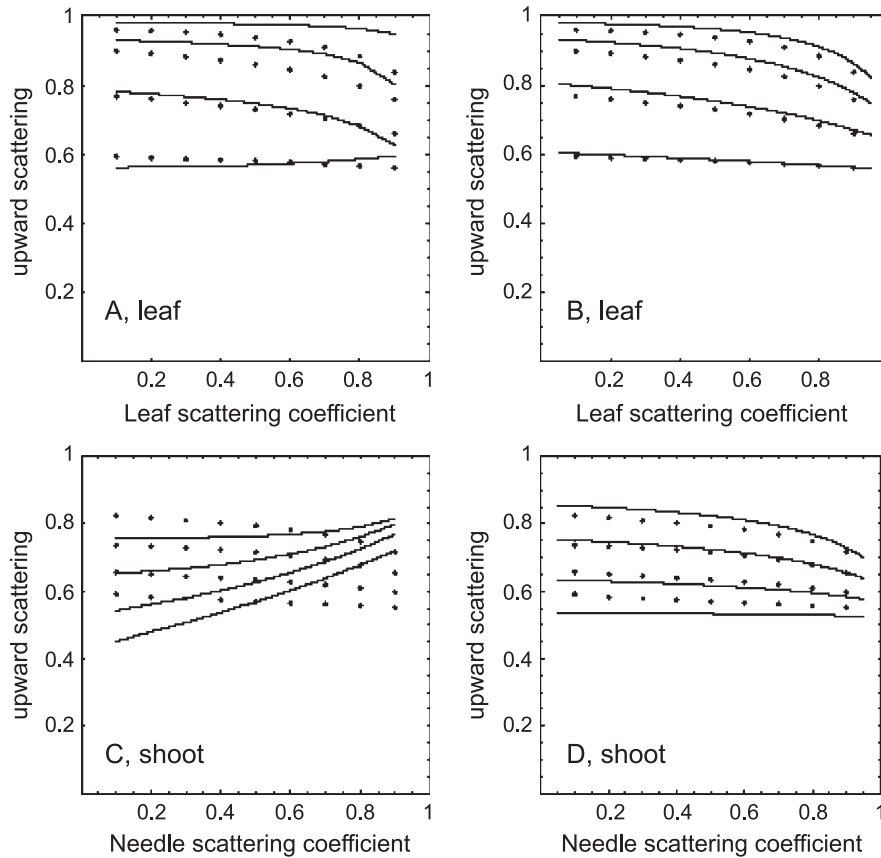 1
0.8
0.6
0.4
0.2
upward scattering
A, leaf
0.2 0.4 0.6 0.8 1
Leaf scattering coefficient
1
0.8
0.6
0.4
0.2
upward scattering
B, leaf
0.2 0.4 0.6 0.8
Leaf scattering coefficient
1
0.8
0.6
0.4
0.2
upward scattering
C, shoot
0.2 0.4 0.6 0.8 1
Needle scattering coefficient
1
0.8
0.6
0.4
0.2
upward scattering
D, shoot
0.2 0.4 0.6 0.8 1
Needle scattering coefficient